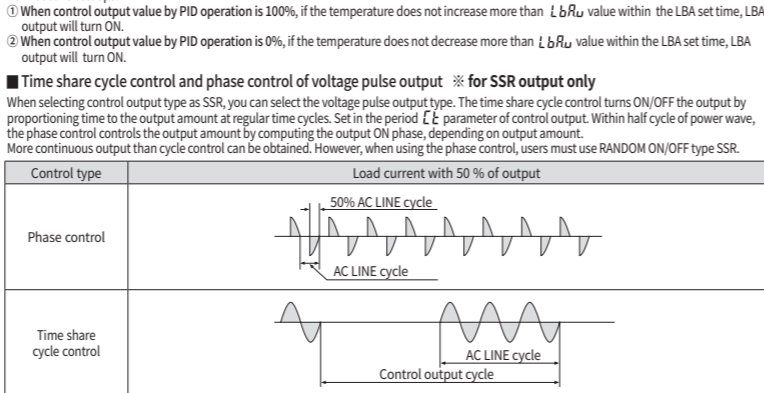 ① When control output value by PID operation is 100%, if the temperature does not increase more than LbAu value within the LBA set time, LBA
output will turn ON.
② When control output value by PID operation is 0%, if the temperature does not decrease more than LbAu value within the LBA set time, LBA
output will turn ON.
■ Time share cycle control and phase control of voltage pulse output ※ for SSR output only
When selecting control output type as SSR, you can select the voltage pulse output type. The time share cycle control turns ON/OFF the output by
proportioning time to the output amount at regular time cycles. Set in the period Ct parameter of control output. Within half cycle of power wave,
the phase control controls the output amount by computing the output ON phase, depending on output amount.
More continuous output than cycle control can be obtained. However, when using the phase control, users must use RANDOM ON/OFF type SSR.
Control type
Load current with 50 % of output
Phase control
50% AC LINE cycle
AC LINE cycle
Time share
cycle control
AC LINE cycle
Control output cycle